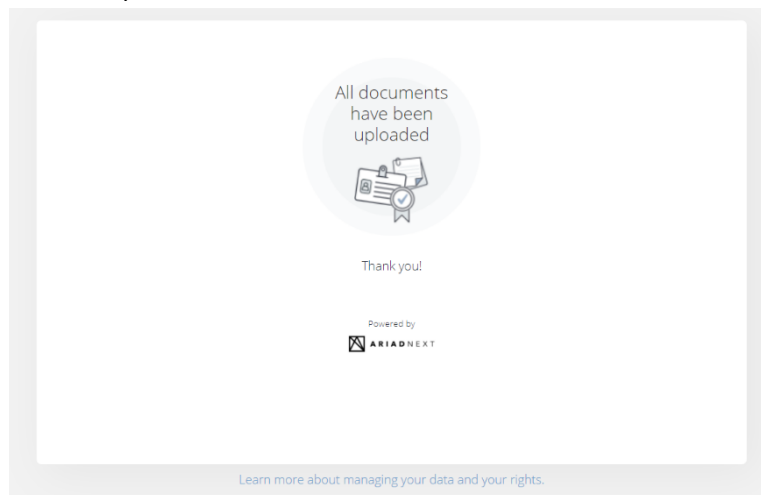 All documents
have been
uploaded
Thank you!
Powered by
ARIADNEXT
Learn more about managing your data and your rights.